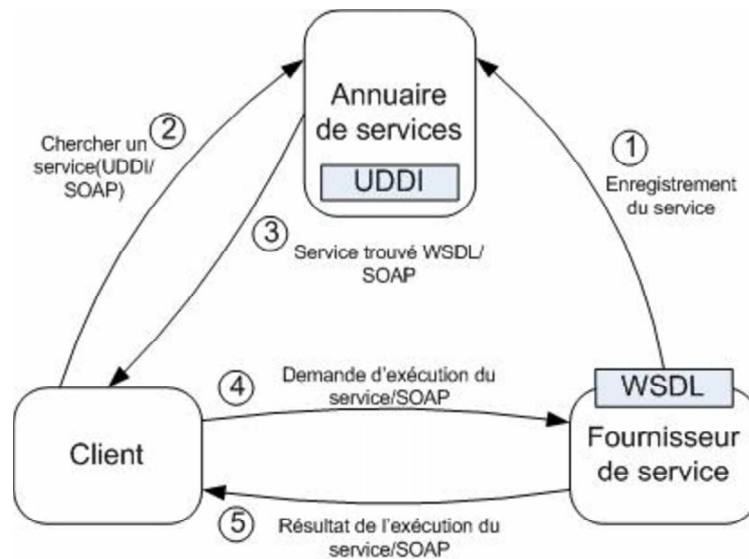 Annuaire
de services
UDDI
②
Chercher un
service(UDDI/
SOAP)
①
Enregistrement
du service
③
Service trouvé WSDL/
SOAP
④
Demande d'exécution du
service/SOAP
WSDL
Client
Fournisseur
de service
⑤
Résultat de l'exécution du
service/SOAP